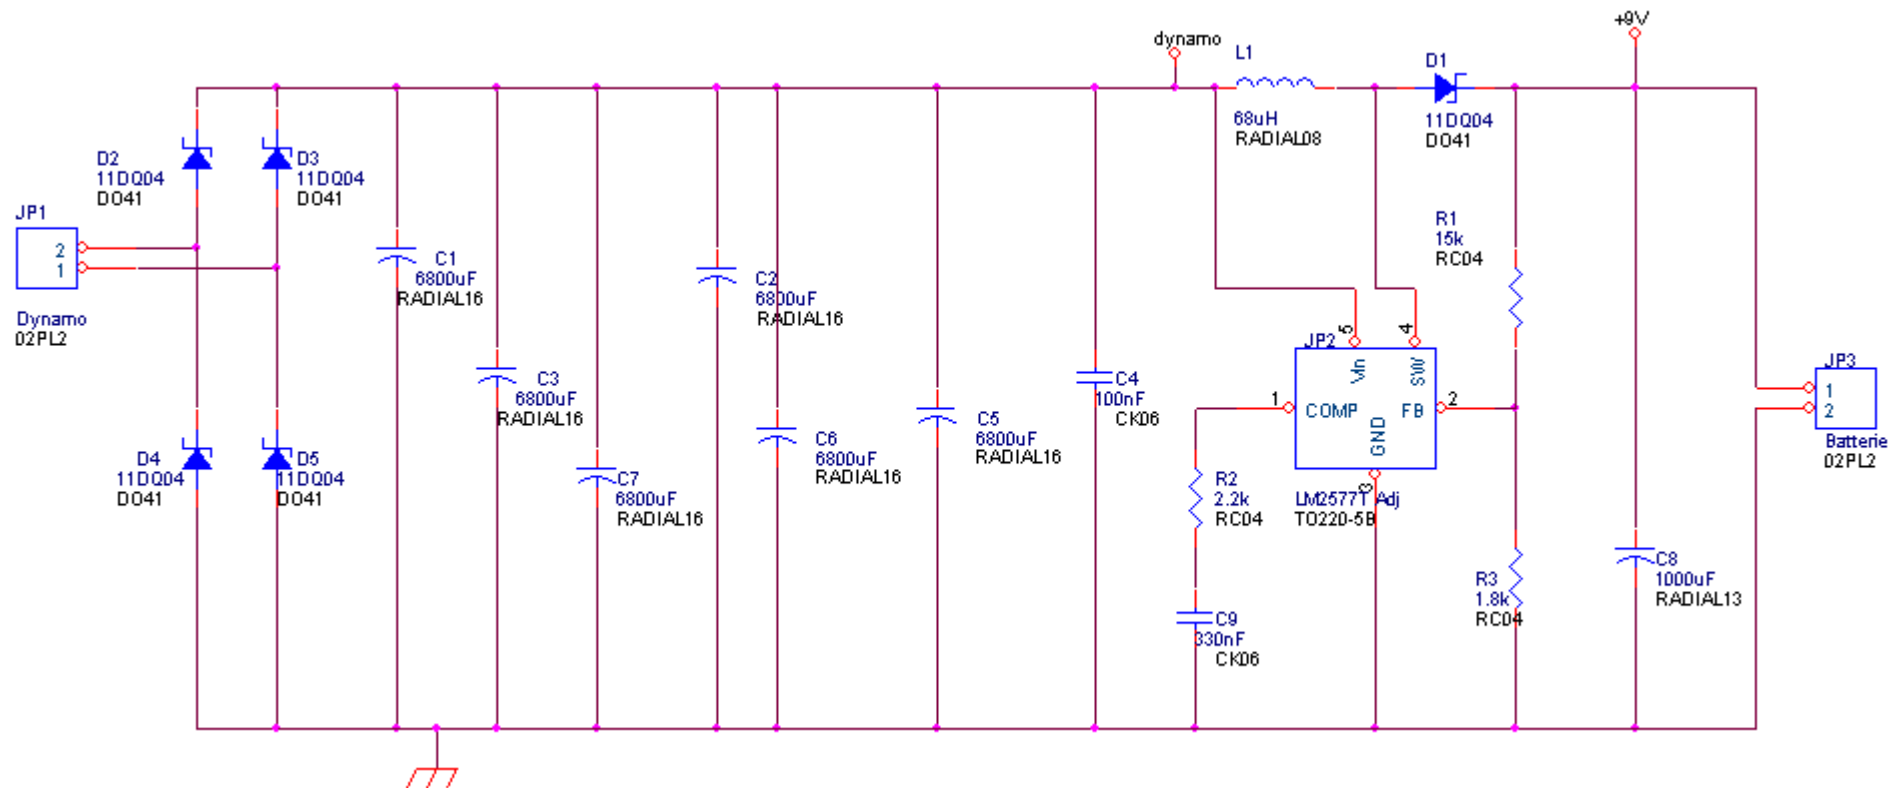 +9V
dynamo
L1
68uH
RADIAL08
D1
11DQ04
DO41
D2
11DQ04
DO41
D3
11DQ04
DO41
JP1
2
1
Dynamo
02PL2
C1
6800uF
RADIAL16
C2
6800uF
RADIAL16
R1
15k
RC04
C3
6800uF
RADIAL16
C4
100nF
CK06
JP2
5
4
Vin
SW
1
COMP
FB
2
GND
3
LM2577T Adj
TO220-5B
JP3
1
2
Batterie
02PL2
D4
11DQ04
DO41
D5
11DQ04
DO41
C7
6800uF
RADIAL16
C6
6800uF
RADIAL16
C5
6800uF
RADIAL16
R2
2.2k
RC04
C9
330nF
CK06
R3
1.8k
RC04
C8
1000uF
RADIAL13